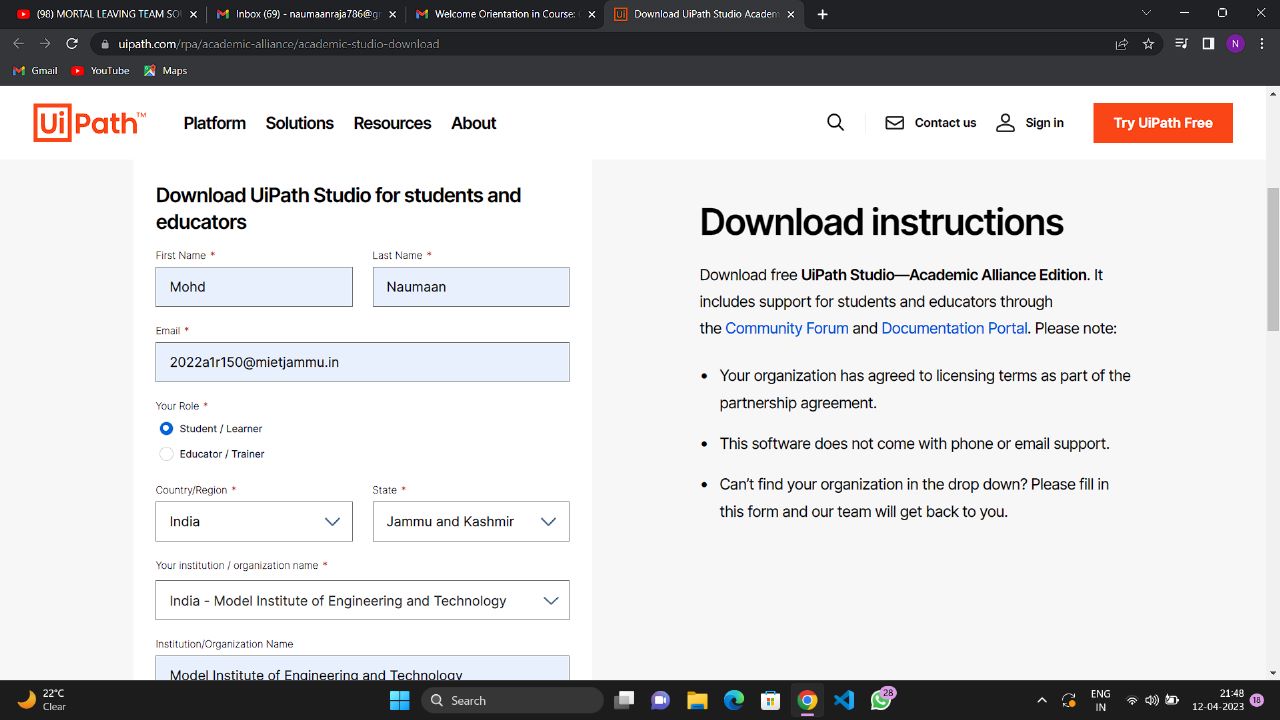 (98) MORTAL LEAVING TEAM SO
Inbox (69) - naumaanraja786@gr
Welcome Orientation in Course:
Download UiPath Studio Academ
uipath.com/rpa/academic-alliance/academic-studio-download
N
Gmail
YouTube
Maps
UiPath™
Platform
Solutions
Resources
About
Contact us
Sign in
Try UiPath Free
Download UiPath Studio for students and
educators
First Name *
Last Name *
Mohd
Naumaan
Email *
2022a1r150@mietjammu.in
Your Role *
Student / Learner
Educator / Trainer
Country/Region *
State *
India
Jammu and Kashmir
Your institution / organization name *
India - Model Institute of Engineering and Technology
Institution/Organization Name
Model Institute of Engineering and Technology
Download instructions
Download free UiPath Studio—Academic Alliance Edition. It
includes support for students and educators through
the Community Forum and Documentation Portal. Please note:
• Your organization has agreed to licensing terms as part of the
partnership agreement.
• This software does not come with phone or email support.
• Can’t find your organization in the drop down? Please fill in
this form and our team will get back to you.
22°C
Clear
Search
28
ENG
IN
21:48
12-04-2023
18